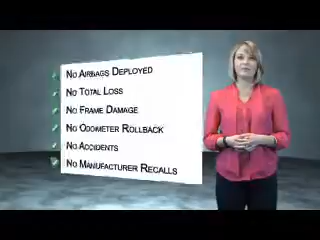 No Airbags Deployed
No Total Loss
No Frame Damage
No Odometer Rollback
No Accidents
No Manufacturer Recalls